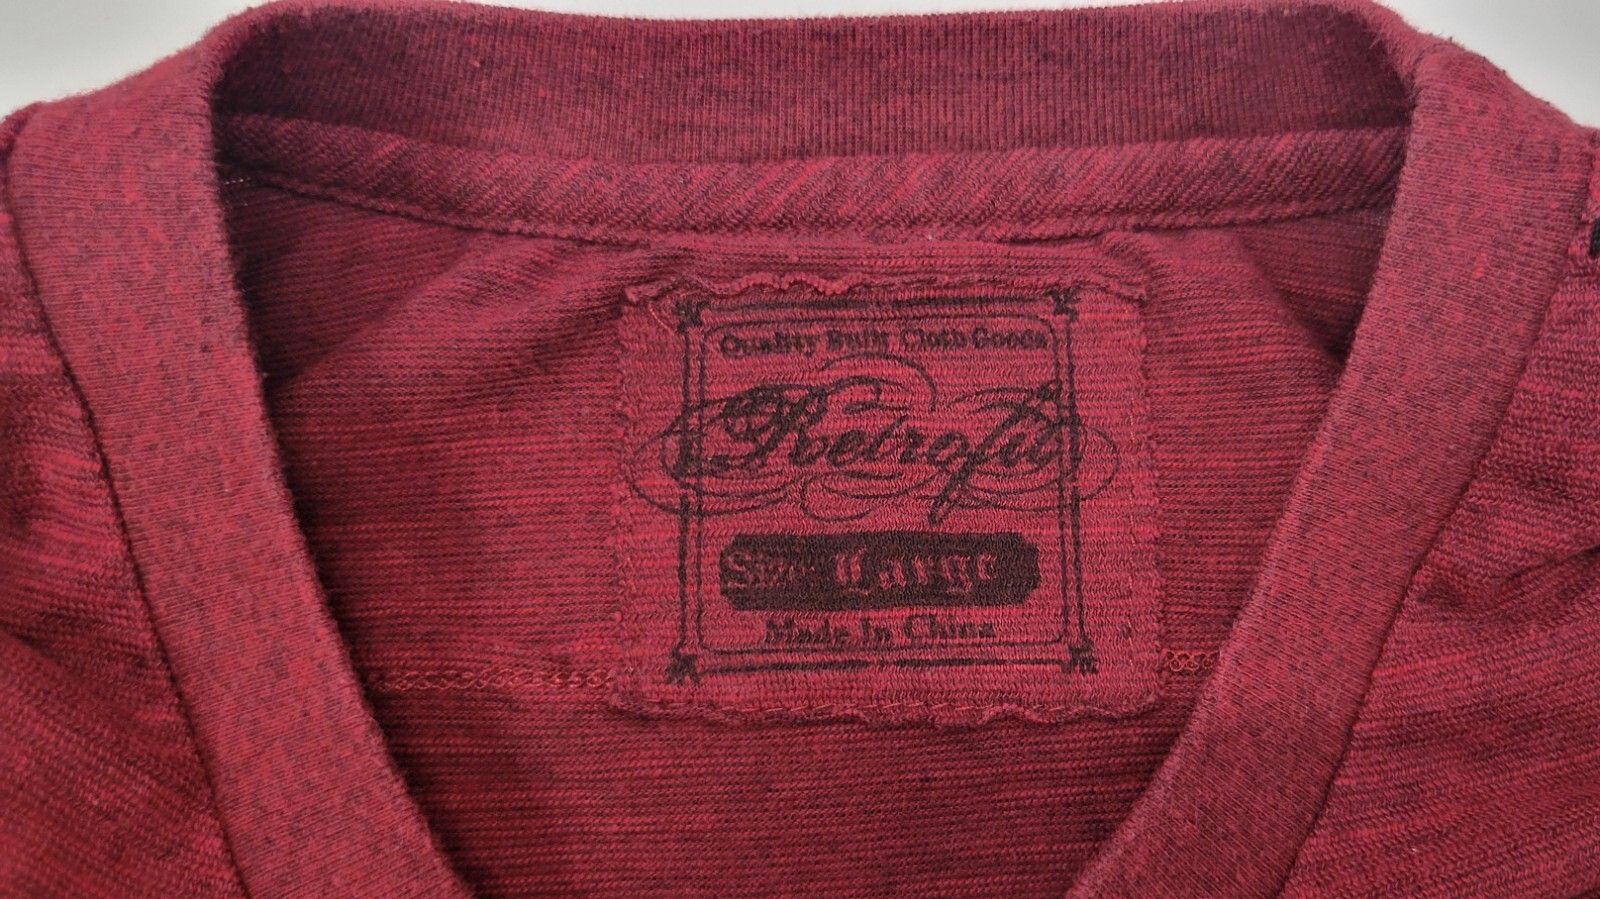 Quality Built Cloth Goods
Retrofit
Size: Large
Made In China